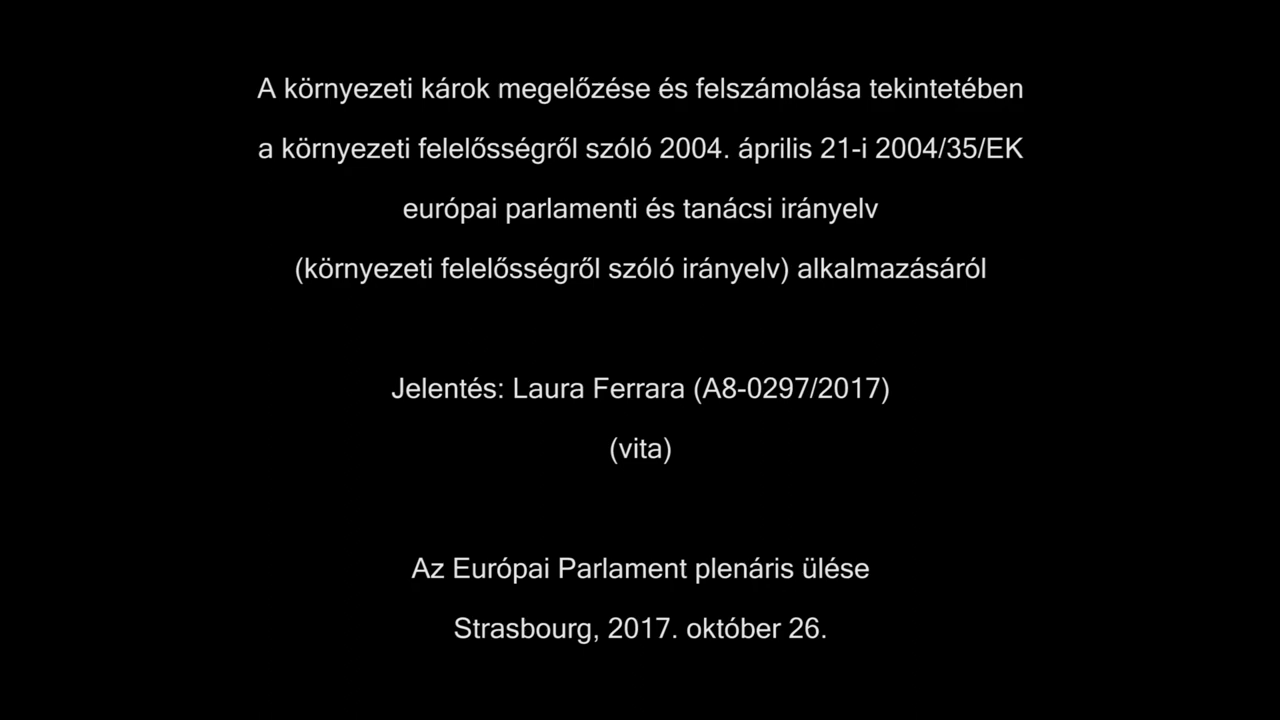 A környezeti károk megelőzése és felszámolása tekintetében
a környezeti felelősségről szóló 2004. április 21-i 2004/35/EK
európai parlamenti és tanácsi irányelv
(környezeti felelősségről szóló irányelv) alkalmazásáról
Jelentés: Laura Ferrara (A8-0297/2017)
(vita)
Az Európai Parlament plenáris ülése
Strasbourg, 2017. október 26.